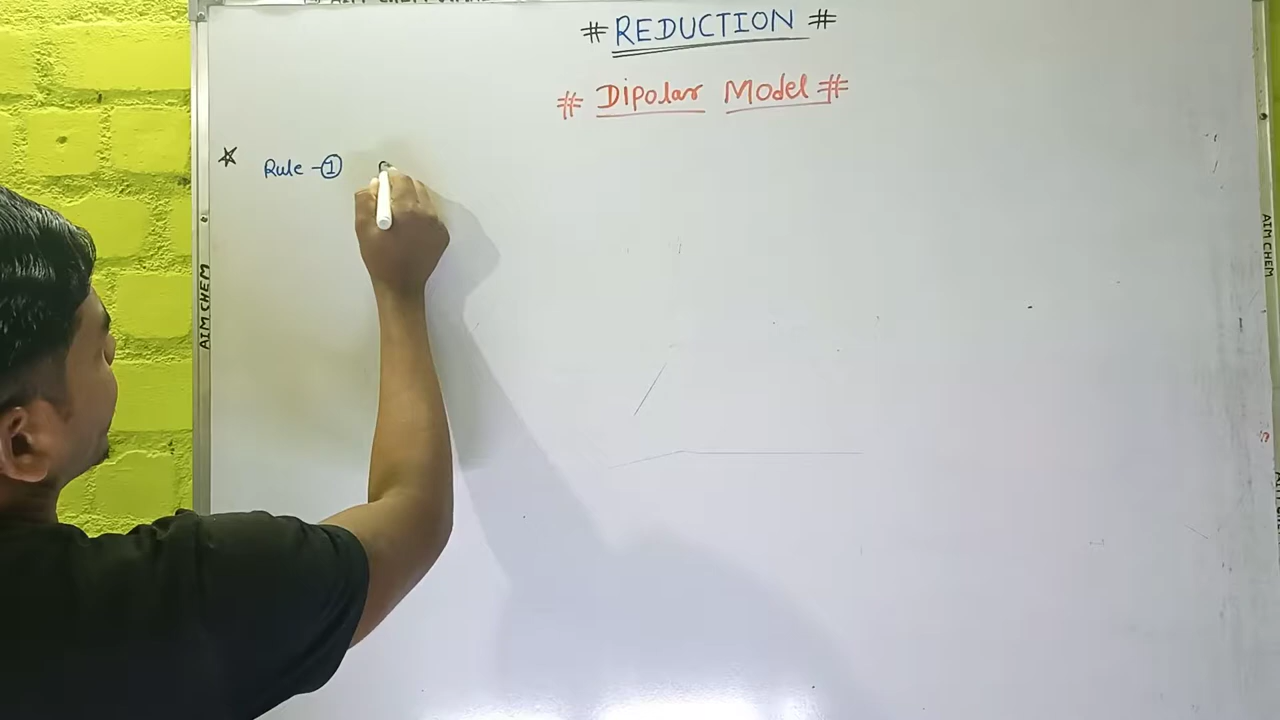 # REDUCTION #
# Dipolar Model #
☆ Rule - ①
AIM CHEM
AIM CHEM